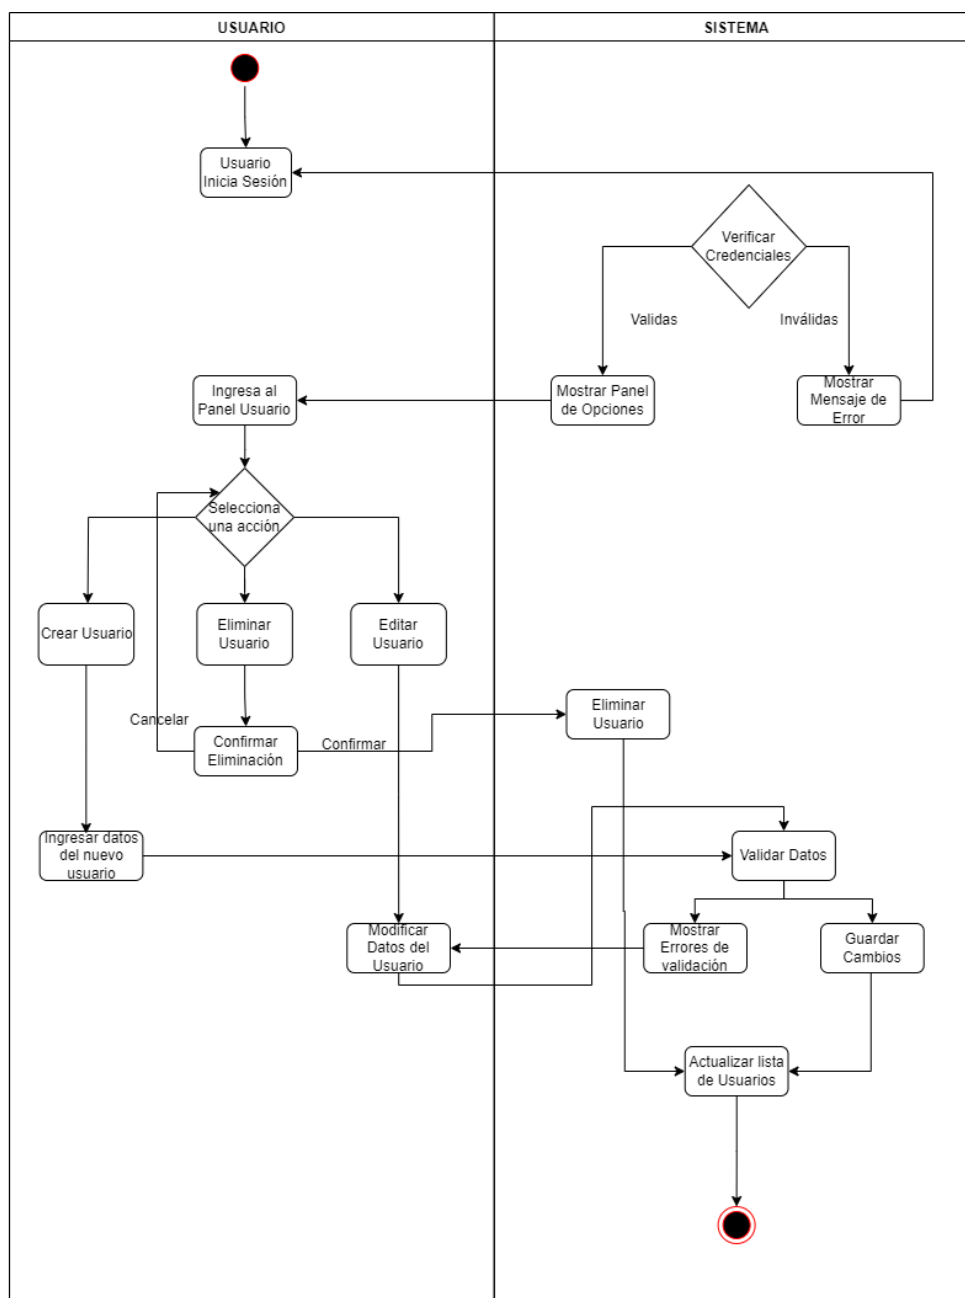 USUARIO
SISTEMA
Usuario
Inicia Sesión
Verificar
Credenciales
Validas
Inválidas
Ingresa al
Panel Usuario
Mostrar Panel
de Opciones
Mostrar
Mensaje de
Error
Selecciona
una acción
Crear Usuario
Eliminar
Usuario
Editar
Usuario
Eliminar
Usuario
Cancelar
Confirmar
Eliminación
Confirmar
Ingresar datos
del nuevo
usuario
Validar Datos
Modificar
Datos del
Usuario
Mostrar
Errores de
validación
Guardar
Cambios
Actualizar lista
de Usuarios